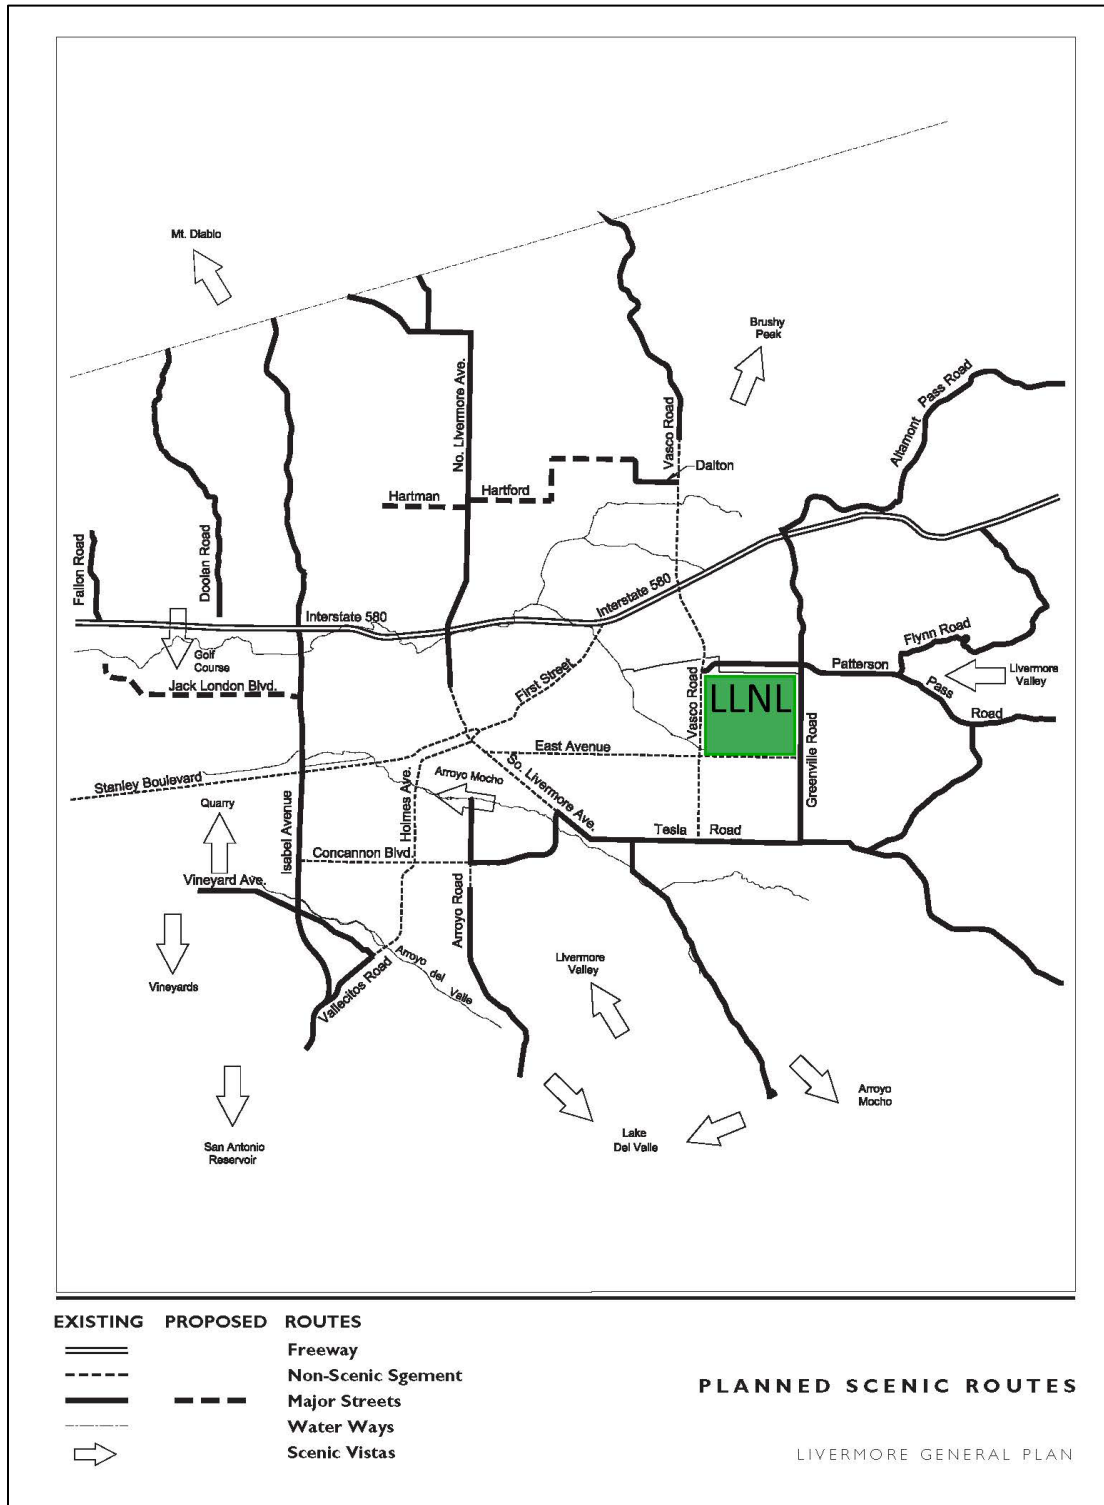 Mt. Diablo
Brushy
Peak
Altamont Pass Road
No. Livermore Ave.
Vasco Road
Dalton
Hartman
Hartford
Fallon Road
Doolan Road
Interstate 580
Interstate 580
Golf
Course
Jack London Blvd.
Flynn Road
Patterson
Pass
Road
Livermore
Valley
First Street
Vasco Road
LLNL
Greenville Road
East Avenue
Stanley Boulevard
Arroyo Mocho
So. Livermore Ave.
Holmes Ave.
Quarry
Isabel Avenue
Tesla Road
Concannon Blvd.
Vineyard Ave.
Arroyo Road
Vineyards
Vallecitos Road
Arroyo
del
Valle
Livermore
Valley
San Antonio
Reservoir
Lake
Del Valle
Arroyo
Mocho
EXISTING PROPOSED ROUTES
Freeway
Non-Scenic Sgement
Major Streets
Water Ways
Scenic Vistas
PLANNED SCENIC ROUTES
LIVERMORE GENERAL PLAN